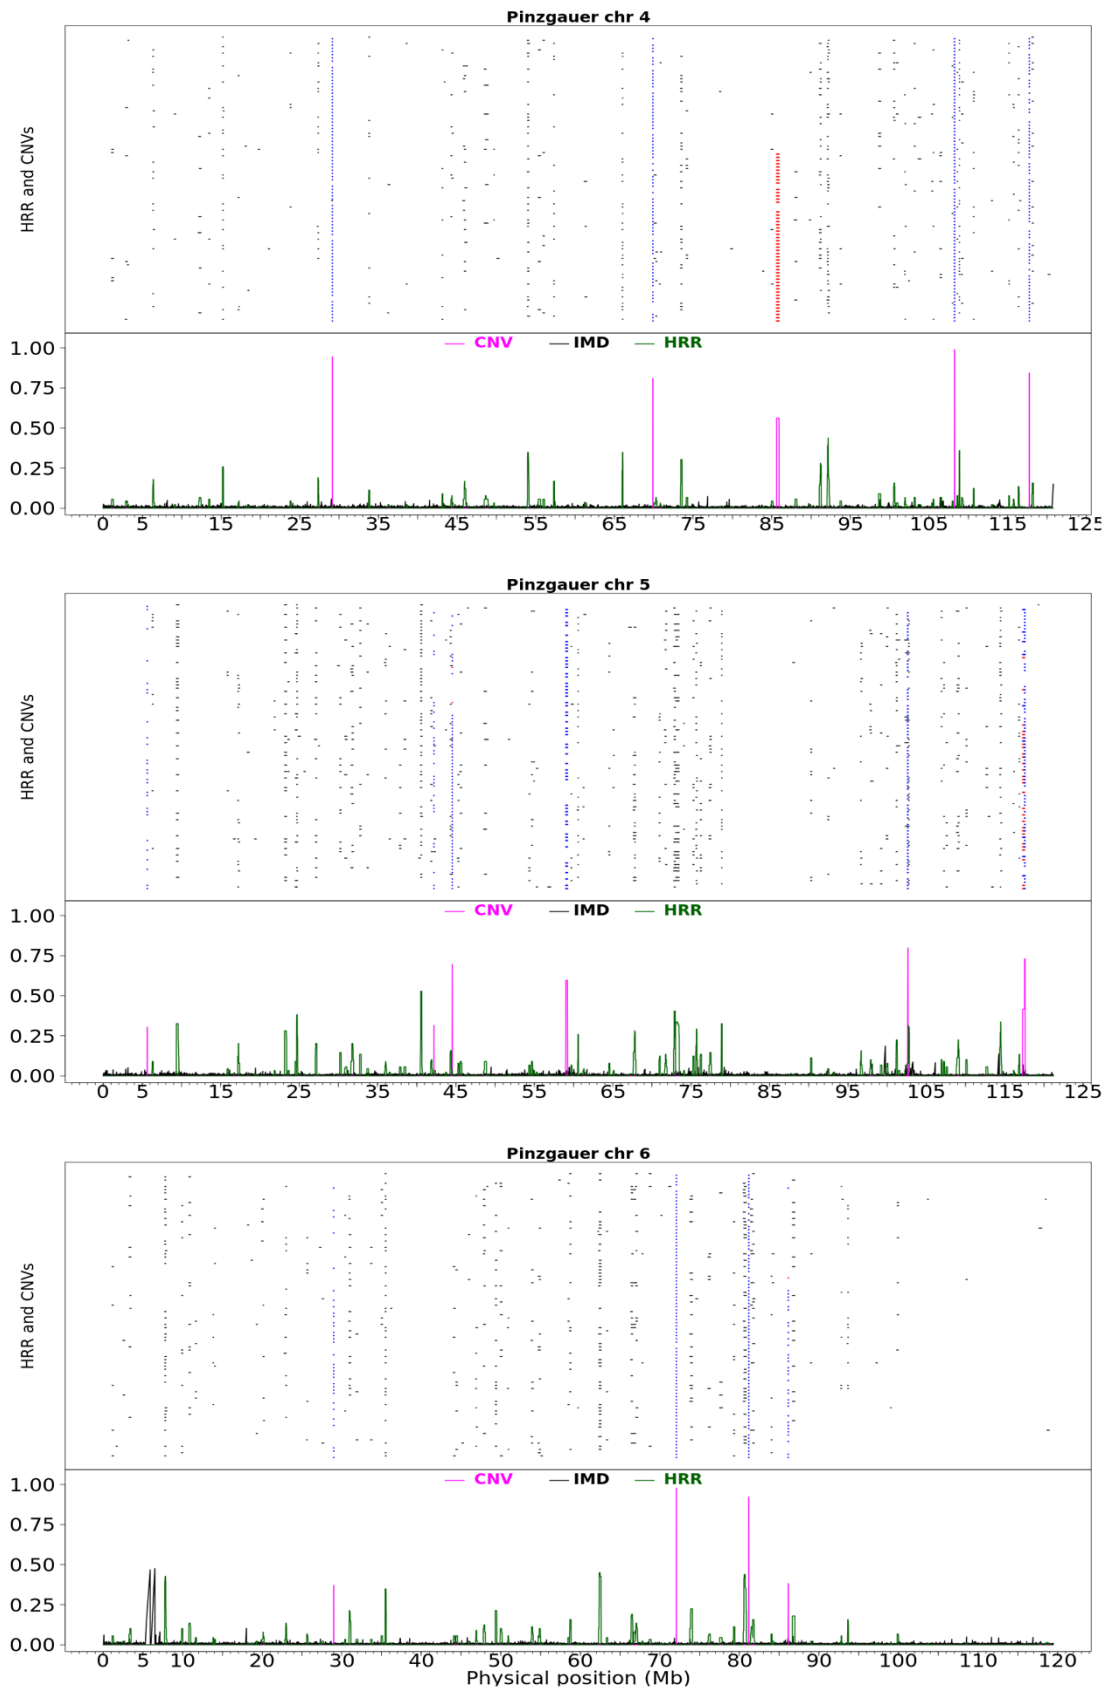 Pinzgauer chr 4
HRR and CNVs
CNV IMD HRR
1.00
0.75
0.50
0.25
0.00
0 5 15 25 35 45 55 65 75 85 95 105 115 125
Pinzgauer chr 5
HRR and CNVs
CNV IMD HRR
1.00
0.75
0.50
0.25
0.00
0 5 15 25 35 45 55 65 75 85 95 105 115 125
Pinzgauer chr 6
HRR and CNVs
CNV IMD HRR
1.00
0.75
0.50
0.25
0.00
0 5 10 20 30 40 50 60 70 80 90 100 110 120
Physical position (Mb)